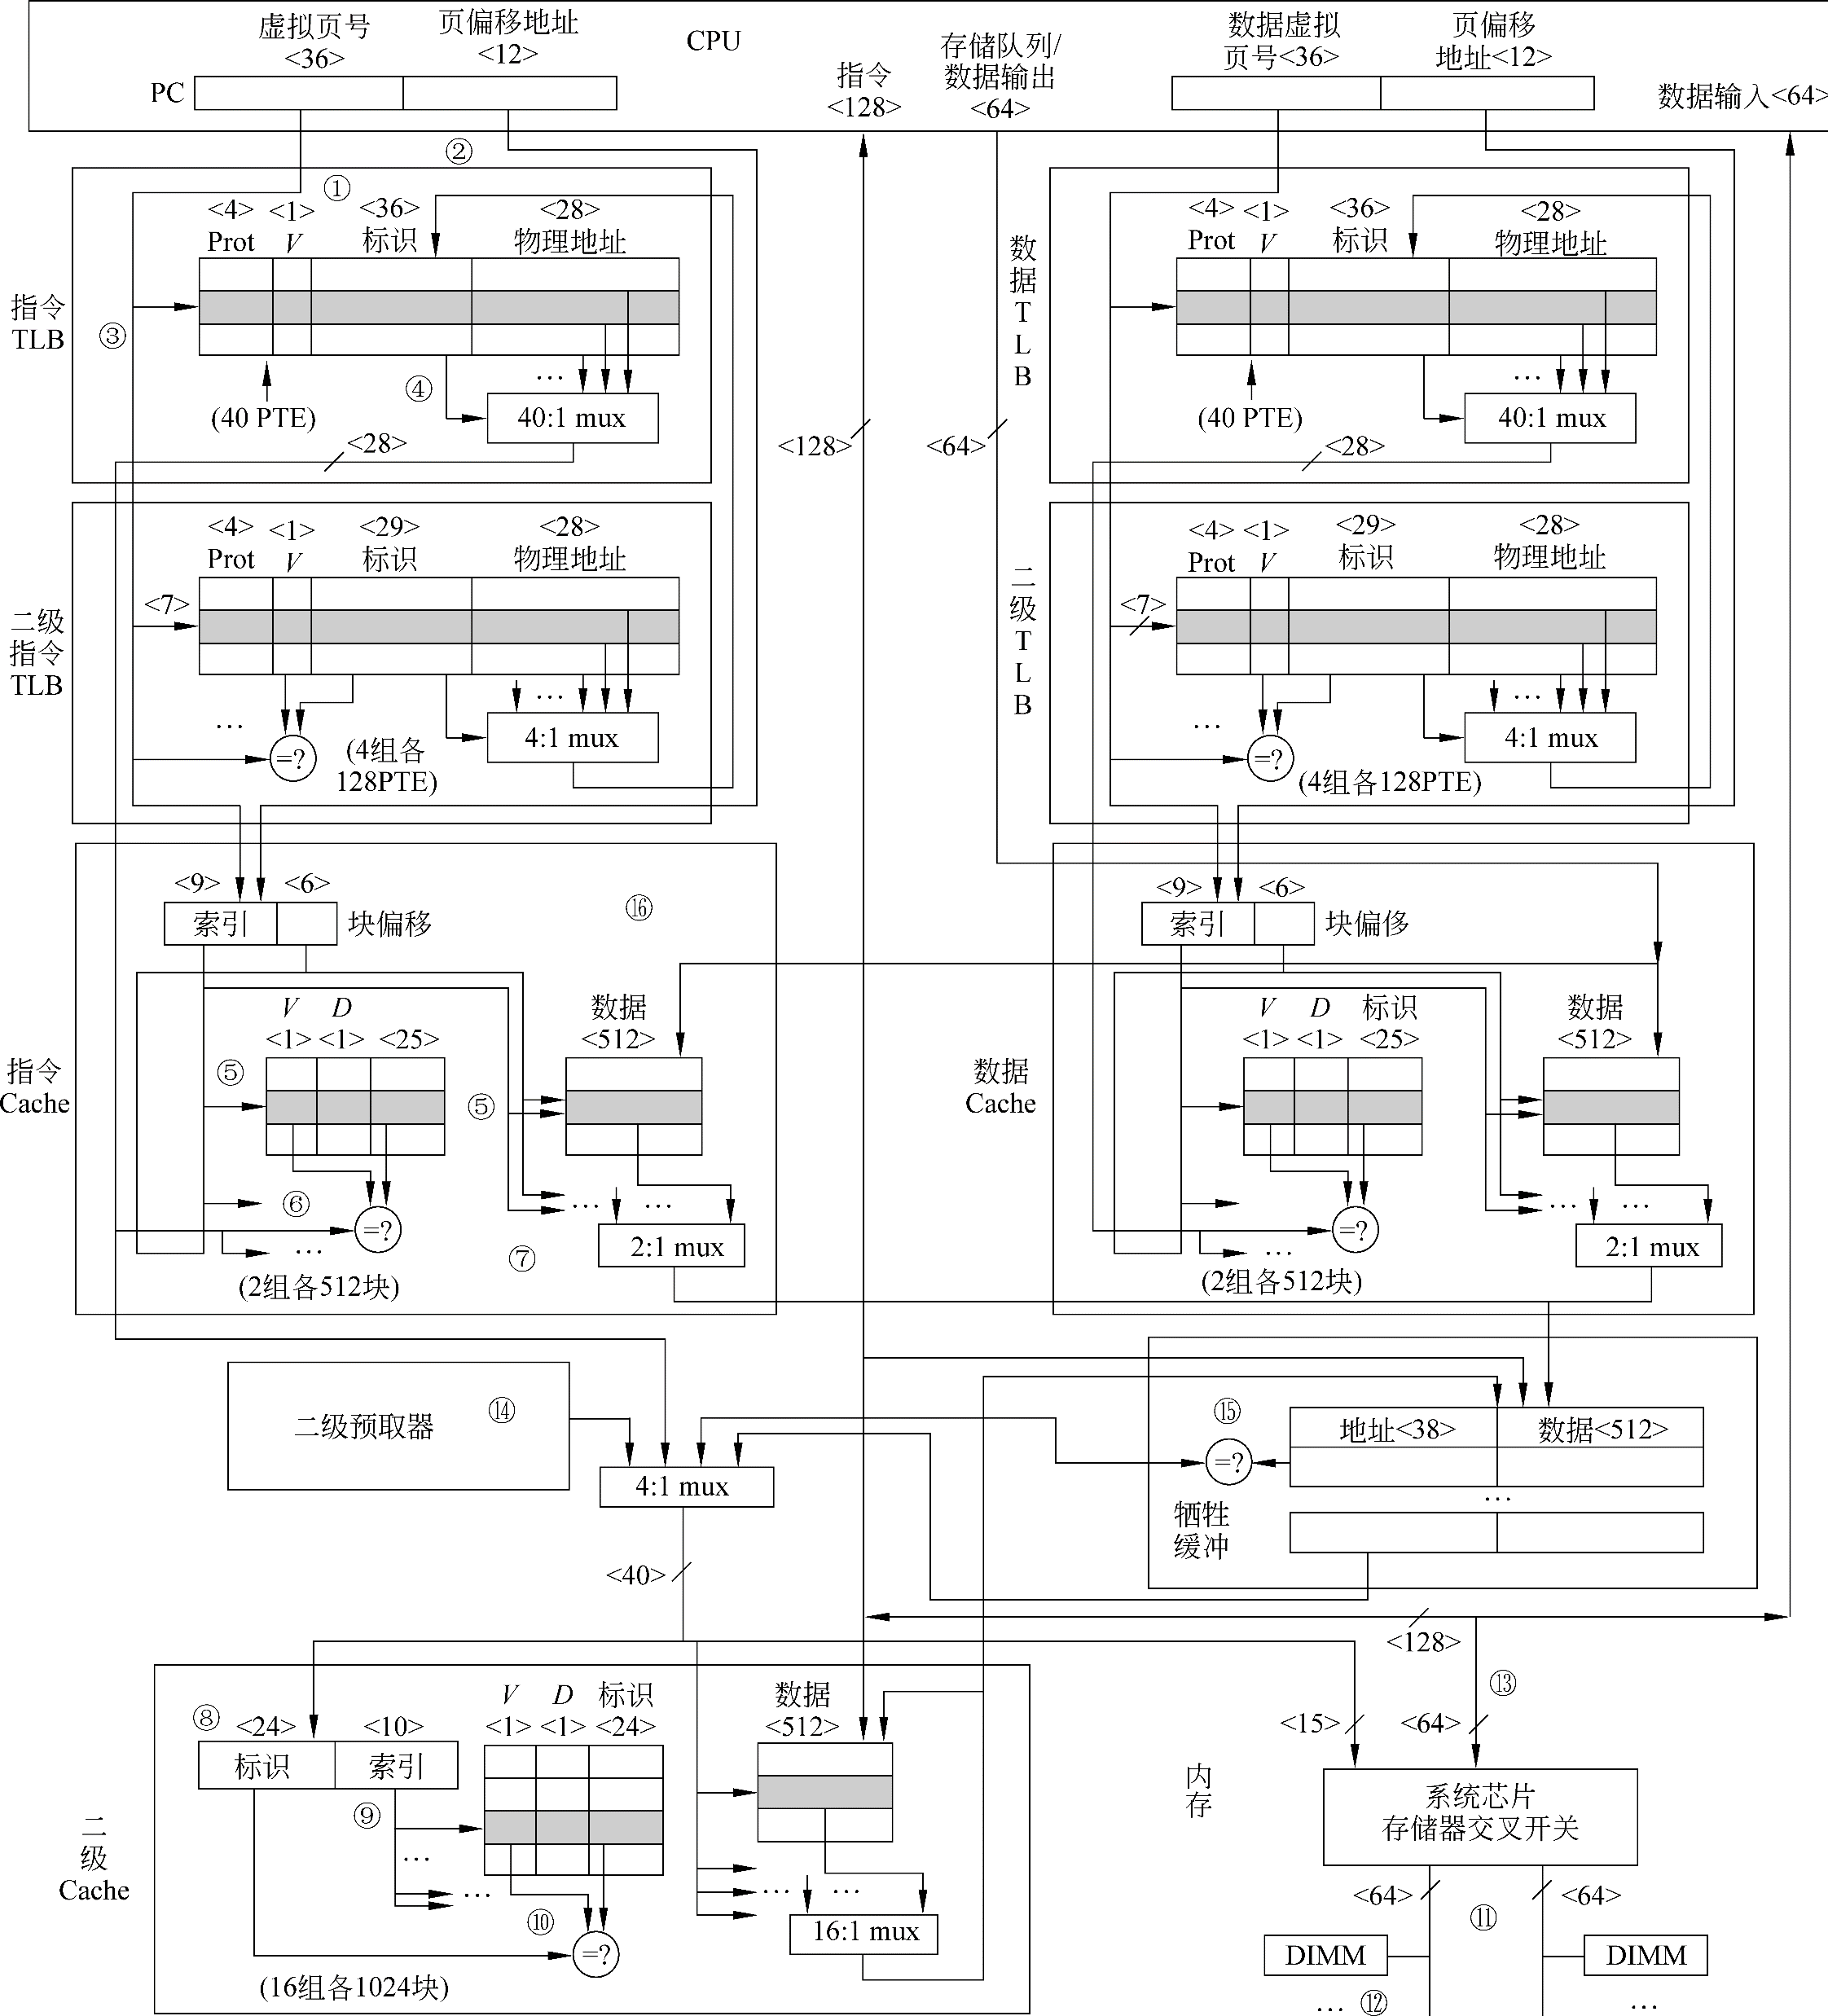 虚拟页号
<36>
页偏移地址
<12>
CPU
PC
指令
<128>
存储队列/
数据输出
<64>
数据虚拟
页号<36>
页偏移
地址<12>
数据输入<64>
②
①
<4>
Prot
<1>
V
<36>
标识
<28>
物理地址
指令
TLB
③
④
…
(40 PTE)
40:1 mux
<28>
<128>
<64>
数
据
T
L
B
<4>
Prot
<1>
V
<36>
标识
<28>
物理地址
…
(40 PTE)
40:1 mux
<28>
二级
指令
TLB
<4>
Prot
<1>
V
<29>
标识
<28>
物理地址
<7>
…
…
=?
(4组各
128PTE)
4:1 mux
二
级
T
L
B
<4>
Prot
<1>
V
<29>
标识
<28>
物理地址
<7>
…
…
=?
(4组各128PTE)
4:1 mux
指令
Cache
<9>
<6>
索引
块偏移
⑯
V
<1>
D
<1>
<25>
数据
<512>
⑤
⑤
⑥
=?
…
…
…
⑦
2:1 mux
(2组各512块)
数据
Cache
<9>
<6>
索引
块偏移
V
<1>
D
<1>
标识
<25>
数据
<512>
=?
…
…
…
2:1 mux
(2组各512块)
二级预取器
⑭
4:1 mux
<40>
⑮
=?
地址<38>
数据<512>
…
牺牲
缓冲
<128>
⑬
二
级
Cache
⑧
<24>
<10>
标识
索引
V
<1>
D
<1>
标识
<24>
数据
<512>
⑨
…
…
⑩
=?
…
…
16:1 mux
(16组各1024块)
内
存
<15>
<64>
系统芯片
存储器交叉开关
<64>
<64>
⑪
DIMM
DIMM
…
⑫
…